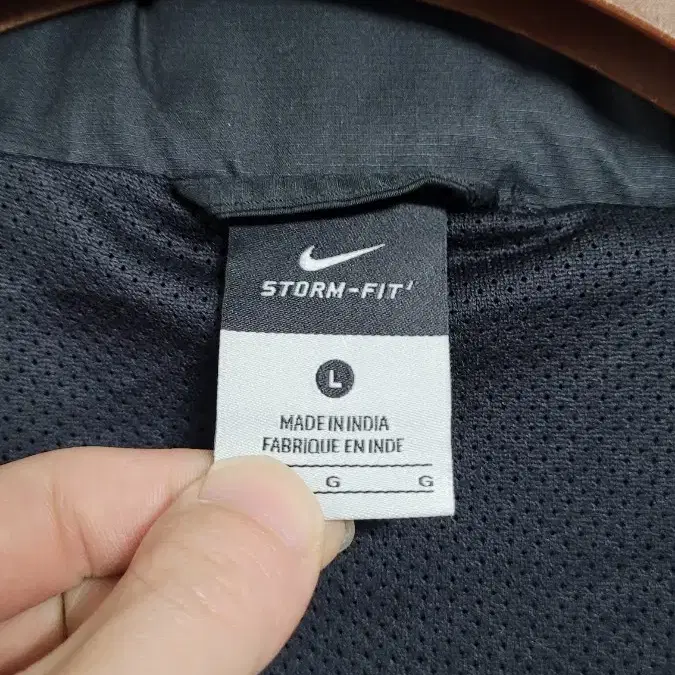 STORM-FIT
L
MADE IN INDIA
FABRIQUE EN INDE
G G